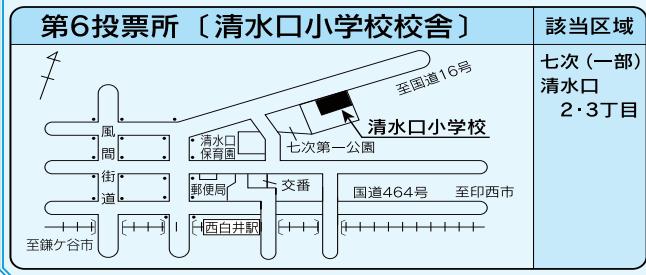 第6投票所〔清水口小学校校舎〕
該当区域
七次(一部)
清水口
2・3丁目
至国道16号
清水口小学校
七次第一公園
清水口
保育園
風間街道
郵便局
交番
国道464号
至印西市
西白井駅
至鎌ケ谷市